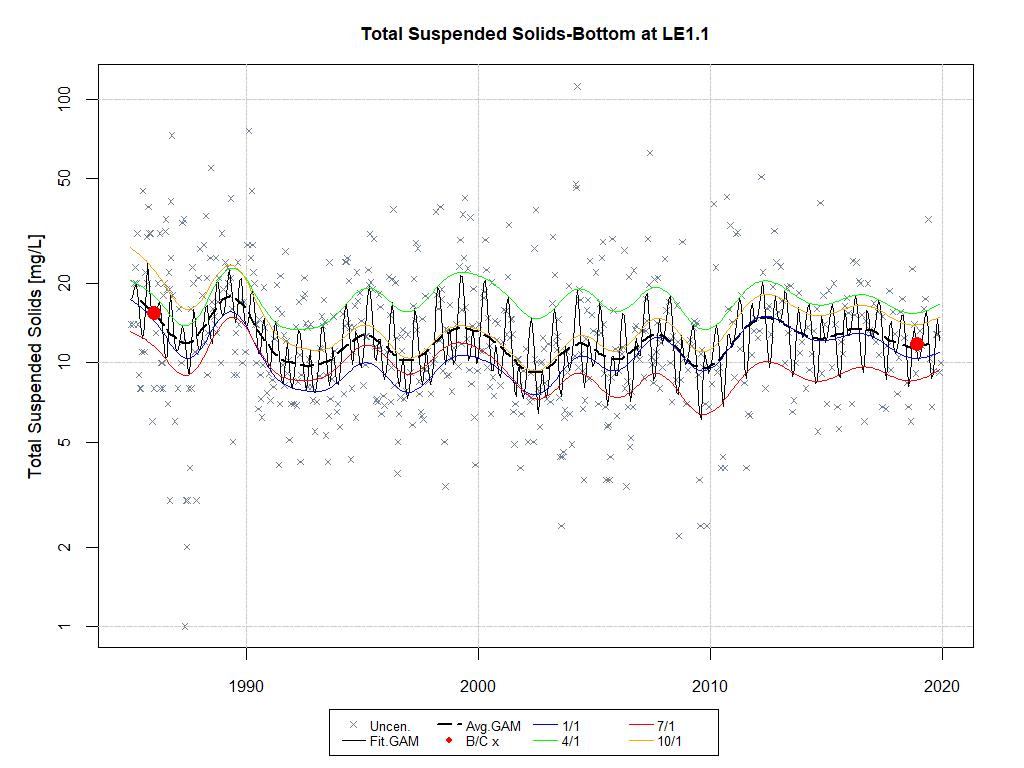 Total Suspended Solids-Bottom at LE1.1
Total Suspended Solids [mg/L]
100
50
20
10
5
2
1
1990 2000 2010 2020
Uncen. Avg.GAM 1/1 7/1
Fit.GAM B/C x 4/1 10/1